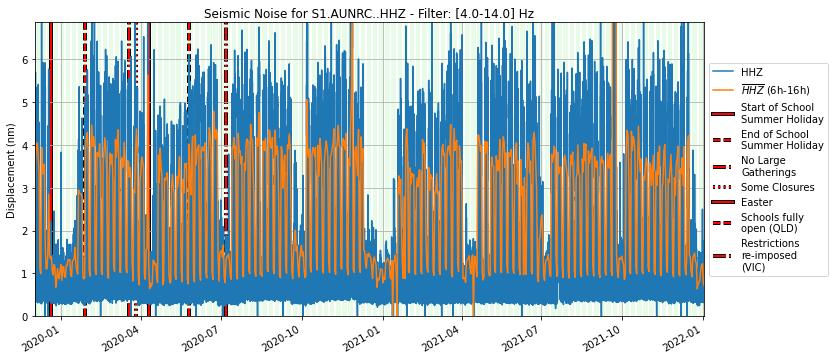 Seismic Noise for S1.AUNRC..HHZ - Filter: [4.0-14.0] Hz
Displacement (nm)
6
5
4
3
2
1
0
2020-01
2020-04
2020-07
2020-10
2021-01
2021-04
2021-07
2021-10
2022-01
HHZ
HHZ (6h-16h)
Start of School
Summer Holiday
End of School
Summer Holiday
No Large
Gatherings
Some Closures
Easter
Schools fully
open (QLD)
Restrictions
re-imposed
(VIC)